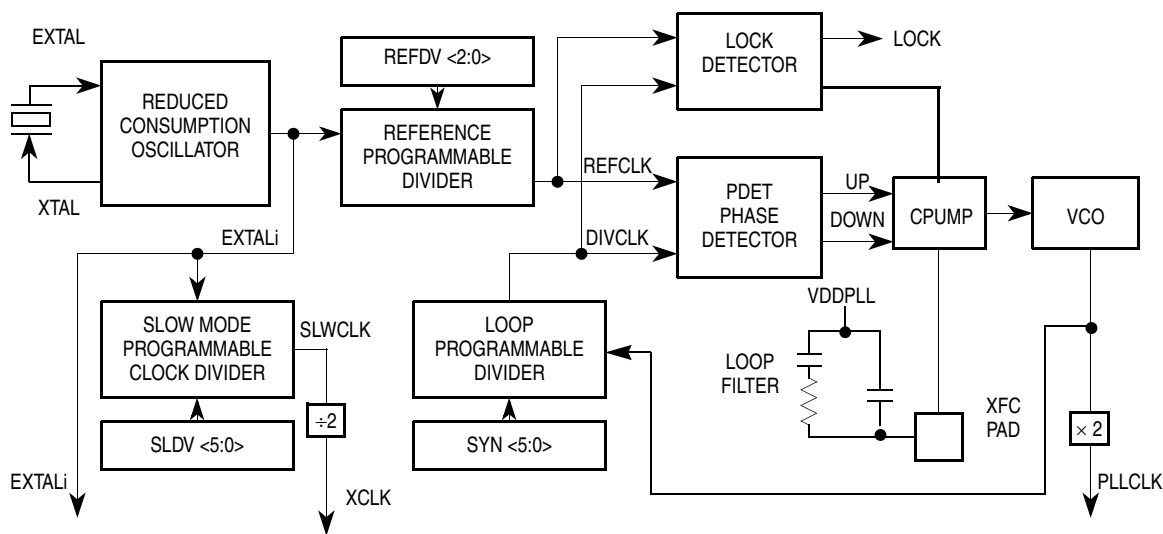 EXTAL
REDUCED
CONSUMPTION
OSCILLATOR
XTAL
REFDV <2:0>
REFERENCE
PROGRAMMABLE
DIVIDER
LOCK
DETECTOR
LOCK
REFCLK
PDET
PHASE
DETECTOR
UP
DOWN
CPUMP
VCO
EXTALi
DIVCLK
SLOW MODE
PROGRAMMABLE
CLOCK DIVIDER
SLWCLK
LOOP
PROGRAMMABLE
DIVIDER
VDDPLL
LOOP
FILTER
XFC
PAD
÷2
× 2
SLDV <5:0>
SYN <5:0>
EXTALi
XCLK
PLLCLK